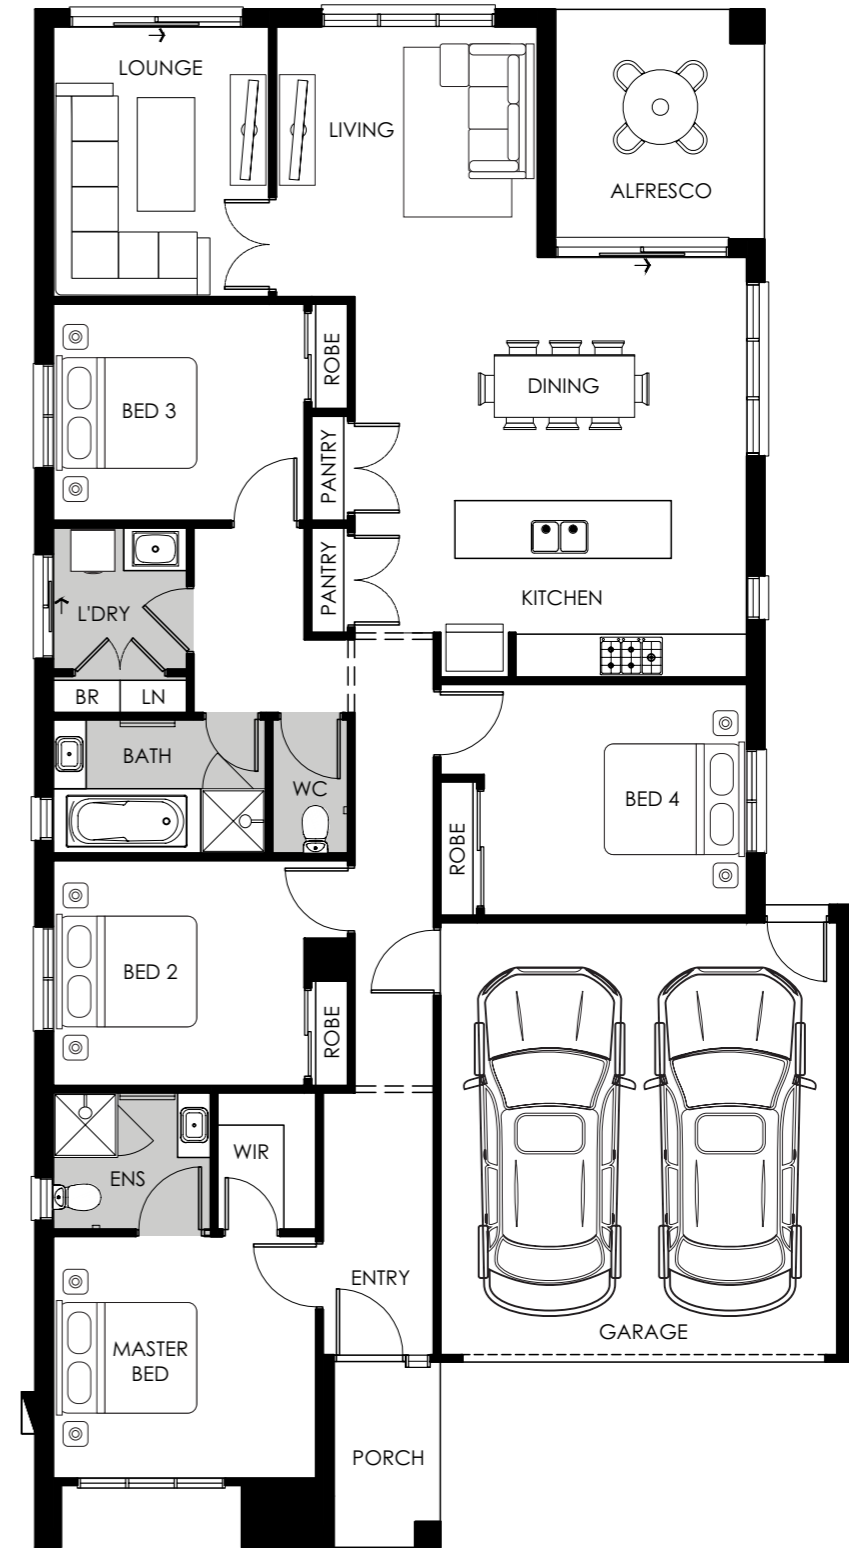 LOUNGE
LIVING
ALFRESCO
ROBE
DINING
BED 3
PANTRY
PANTRY
KITCHEN
L'DRY
BR
LN
BATH
WC
BED 4
ROBE
BED 2
ROBE
WIR
ENS
ENTRY
GARAGE
MASTER
BED
PORCH